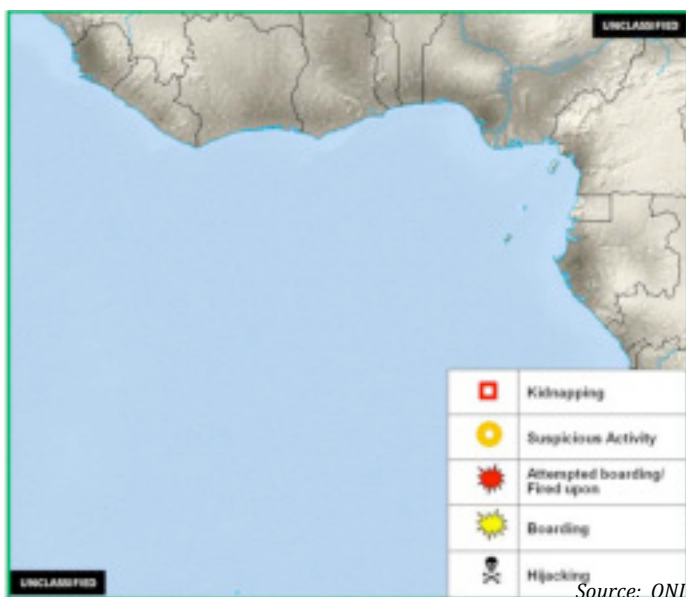 UNCLASSIFIED
Kidnapping
Suspicious Activity
Attempted boarding/
Fired upon
Boarding
Hijacking
UNCLASSIFIED
Source: ONI